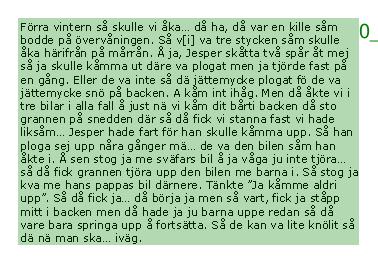 Förra vintern så skulle vi åka... då ha, då var en kille såm
bodde på övervåningen. Så v[i] va tre stycken såm skulle
åka härifrån på mårrån. Å ja, Jesper skåtta två spår åt mej
så ja skulle kåmma ut däre va plogat men ja tjörde fast på
en gång. Eller de va inte så dä jättemycke plogat fö de va
jättemycke snö på backen. A kåm int ihåg. Men då åkte vi i
tre bilar i alla fall å just nä vi kåm dit bårti backen då sto
grannen på snedden där så då fick vi stanna fast vi hade
liksåm... Jesper hade fart för han skulle kåmma upp. Så han
ploga sej upp nåra gånger mä... de va den bilen såm han
åkte i. Å sen stog ja me sväfars bil å ja våga ju inte tjöra...
så då fick grannen tjöra upp den bilen me barna i. Så stog ja
kva me hans pappas bil därnere. Tänkte "Ja kåmme aldri
upp". Så då fick ja... då börja ja men så vart, fick ja ståpp
mitt i backen men då hade ja ju barna uppe redan så då
vare bara springa upp å fortsätta. Så de kan va lite knölit så
dä nä man ska... iväg.
0_